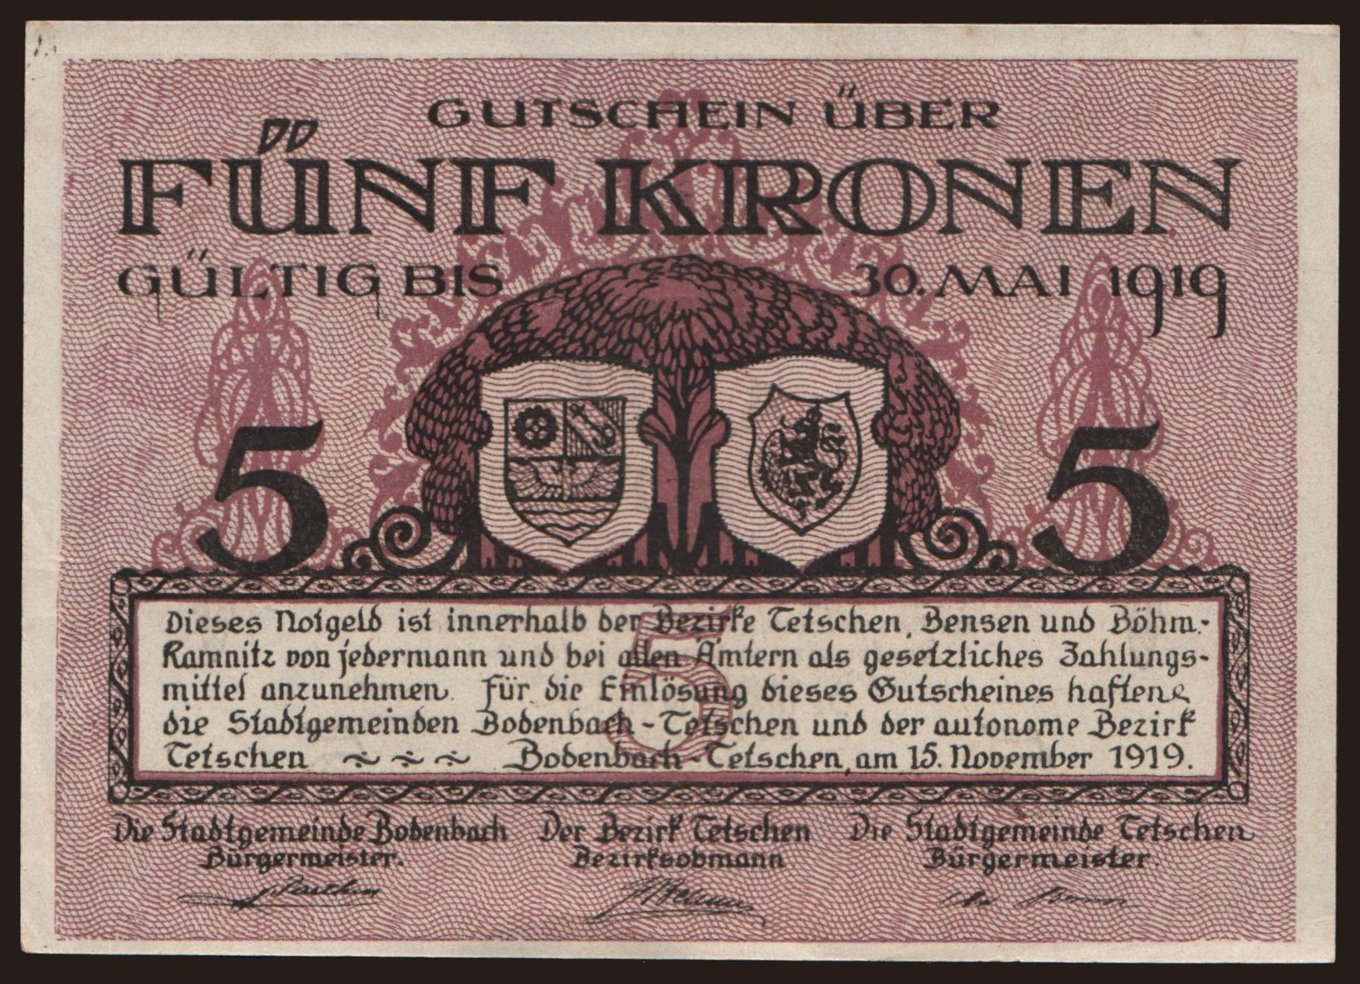 GUTSCHEIN ÜBER
FÜNF KRONEN
GÜLTIG BIS 30. MAI 1919
5 5
Dieses Notgeld ist innerhalb der Bezirke Tetschen, Bensen und Böhm.-
Kamnitz von jedermann und bei allen Ämtern als gesetzliches Zahlungs-
mittel anzunehmen. Für die Einlösung dieses Gutscheines haften
die Stadtgemeinden Bodenbach-Tetschen und der autonome Bezirk
Tetschen Bodenbach-Tetschen, am 15. November 1919.
5
Die Stadtgemeinde Bodenbach Der Bezirk Tetschen Die Stadtgemeinde Tetschen
Bürgermeister. Bezirksobmann Bürgermeister